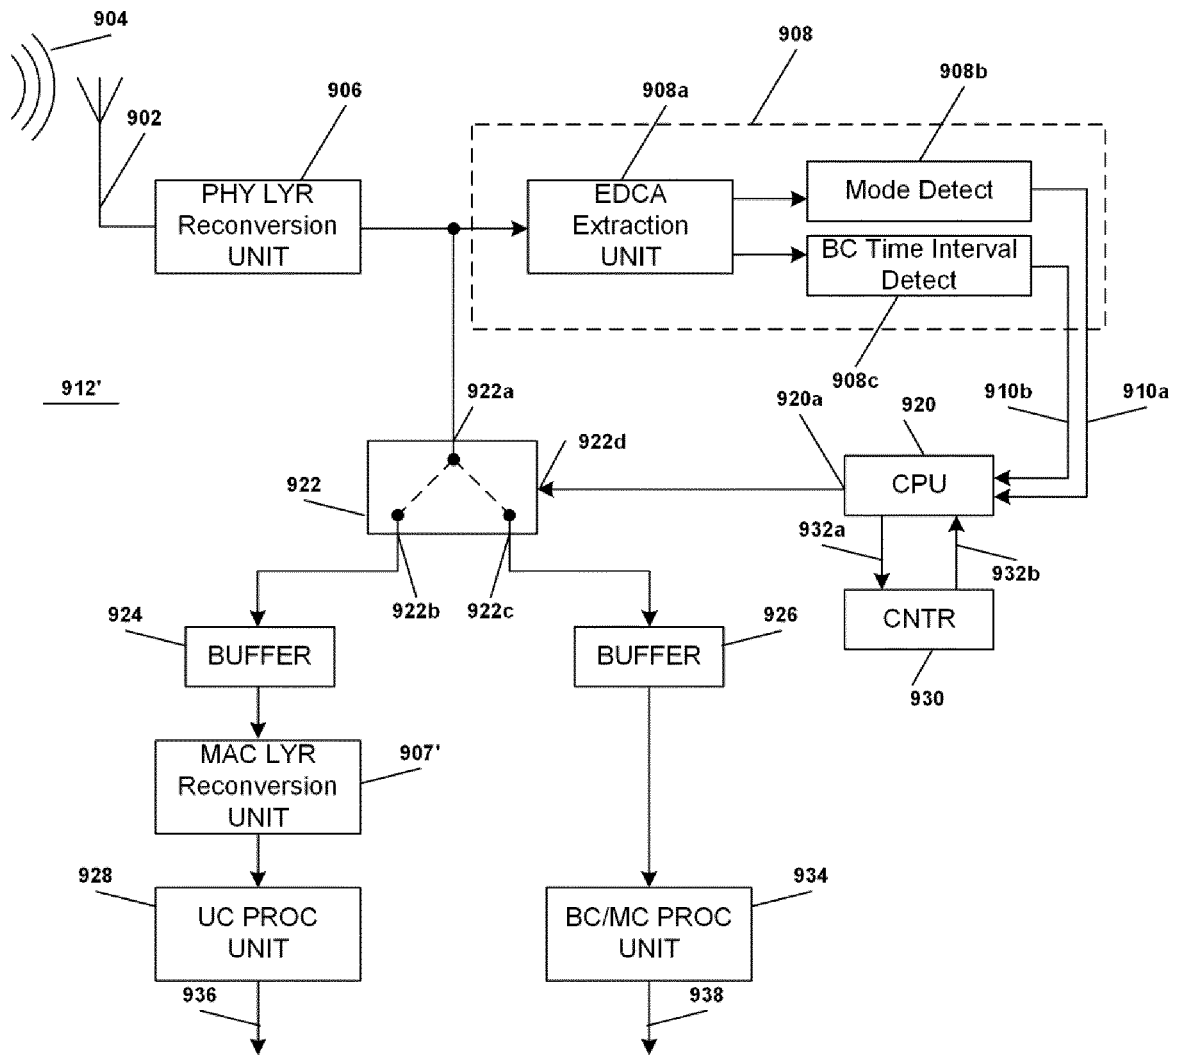 904
908
906
908a
908b
902
PHY LYR
Reconversion
UNIT
EDCA
Extraction
UNIT
Mode Detect
BC Time Interval
Detect
912'
922a
908c
920a
920
910b
910a
922d
922
CPU
932a
932b
924
922b
922c
926
CNTR
BUFFER
BUFFER
930
MAC LYR
Reconversion
UNIT
907'
928
934
UC PROC
UNIT
BC/MC PROC
UNIT
936
938